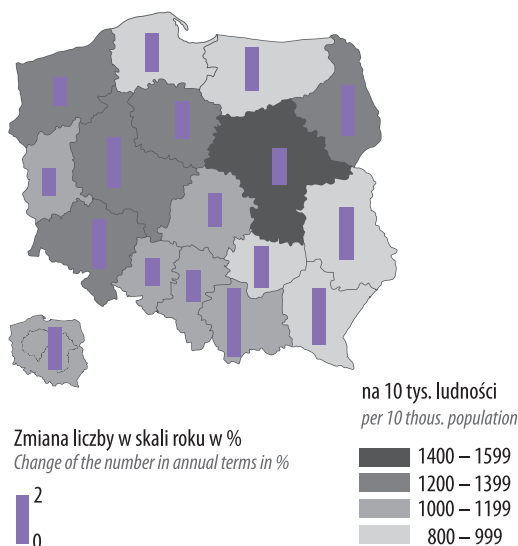 Zmiana liczby w skali roku w %
Change of the number in annual terms in %
2
0
na 10 tys. ludności
per 10 thous. population
1400 – 1599
1200 – 1399
1000 – 1199
800 – 999